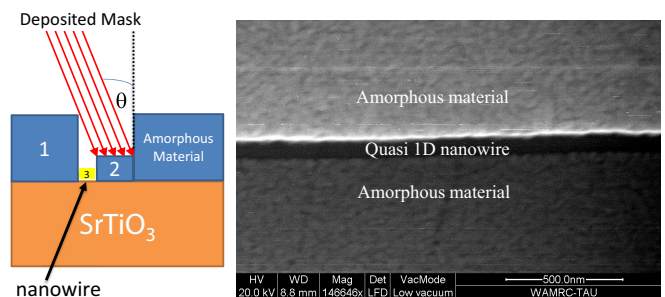 Deposited Mask
θ
1
2
3
Amorphous
Material
SrTiO3
nanowire
Amorphous material
Quasi 1D nanowire
Amorphous material
HV WD Mag Det VacMode 500.0nm
20.0 kV 8.8 mm 146646x LFD Low vacuum WAMRC-TAU